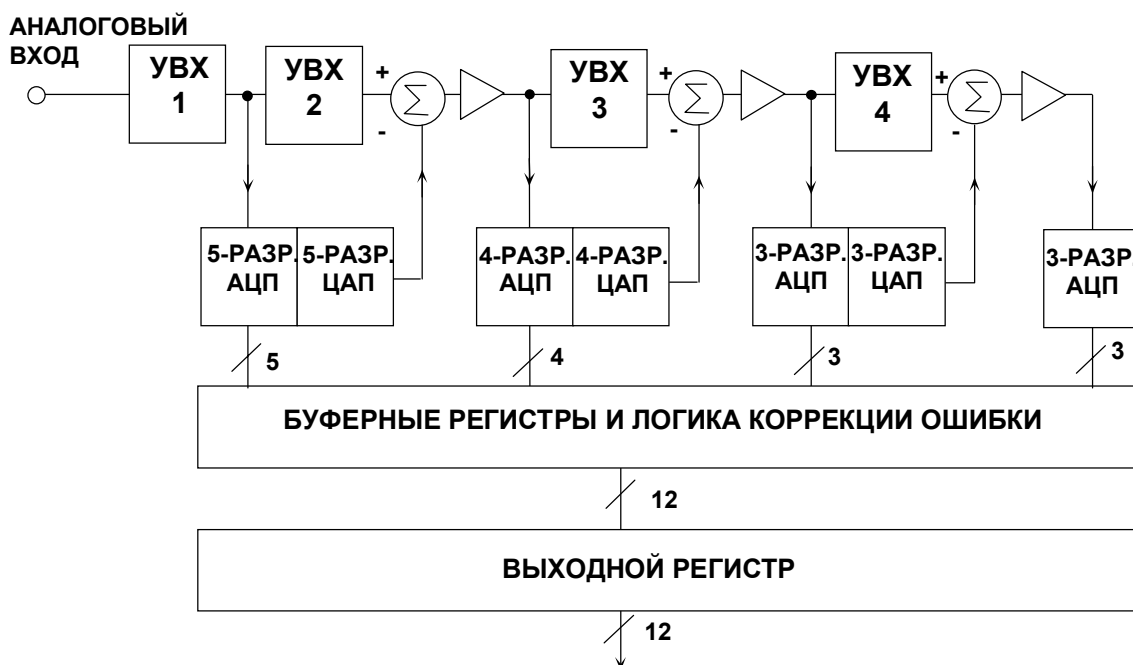 АНАЛОГОВЫЙ
ВХОД
УВХ
1
УВХ
2
+
Σ
-
УВХ
3
+
Σ
-
УВХ
4
+
Σ
-
5-РАЗР.
АЦП
5-РАЗР.
ЦАП
4-РАЗР.
АЦП
4-РАЗР.
ЦАП
3-РАЗР.
АЦП
3-РАЗР.
ЦАП
3-РАЗР.
АЦП
5
4
3
3
БУФЕРНЫЕ РЕГИСТРЫ И ЛОГИКА КОРРЕКЦИИ ОШИБКИ
12
ВЫХОДНОЙ РЕГИСТР
12